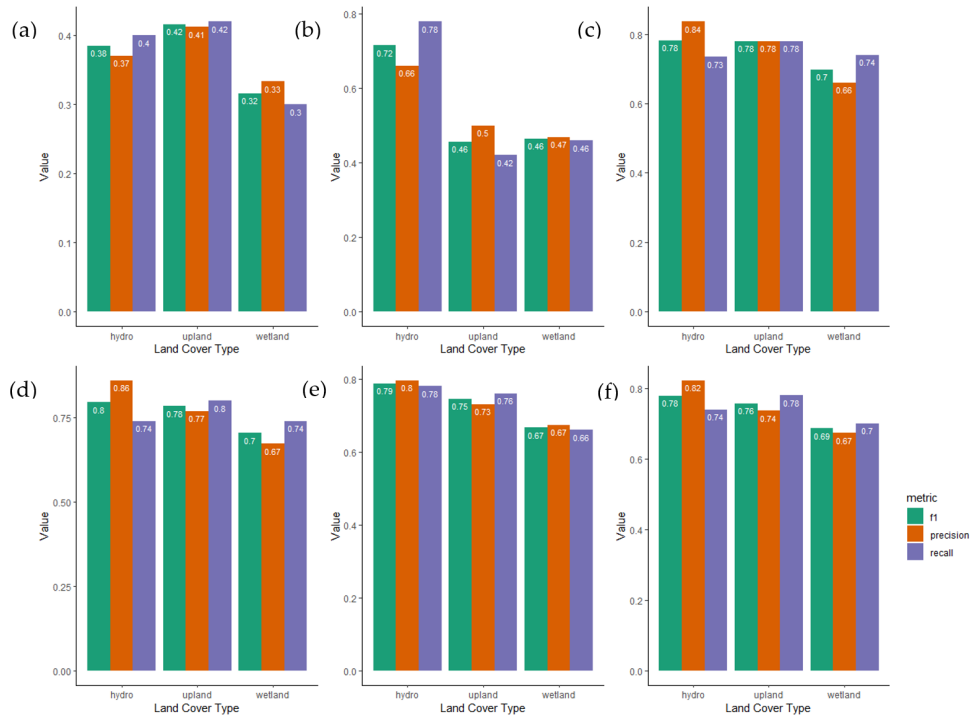 (a)
Value
0.4
0.3
0.2
0.1
0.0
0.38
0.37
0.4
0.42
0.41
0.42
0.32
0.33
0.3
hydro upland wetland
Land Cover Type
(b)
Value
0.8
0.6
0.4
0.2
0.0
0.72
0.66
0.78
0.46
0.5
0.42
0.46
0.47
0.46
hydro upland wetland
Land Cover Type
(c)
Value
0.8
0.6
0.4
0.2
0.0
0.78
0.84
0.73
0.78
0.78
0.78
0.7
0.66
0.74
hydro upland wetland
Land Cover Type
(d)
Value
0.75
0.50
0.25
0.00
0.8
0.86
0.74
0.78
0.77
0.8
0.7
0.67
0.74
hydro upland wetland
Land Cover Type
(e)
Value
0.8
0.6
0.4
0.2
0.0
0.79
0.8
0.78
0.75
0.73
0.76
0.67
0.67
0.66
hydro upland wetland
Land Cover Type
(f)
Value
0.8
0.6
0.4
0.2
0.0
0.78
0.82
0.74
0.76
0.74
0.78
0.69
0.67
0.7
hydro upland wetland
Land Cover Type
metric
f1
precision
recall